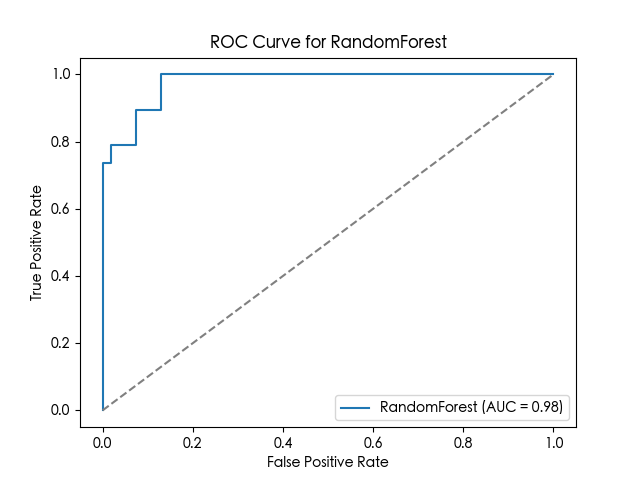 ROC Curve for RandomForest
True Positive Rate
1.0
0.8
0.6
0.4
0.2
0.0
RandomForest (AUC = 0.98)
0.0 0.2 0.4 0.6 0.8 1.0
False Positive Rate